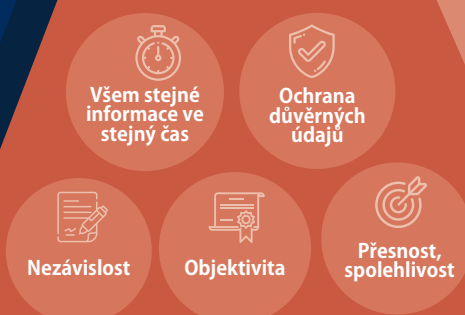 Všem stejné
informace ve
stejný čas
Ochrana
důvěrných
údajů
Nezávislost
Objektivita
Přesnost,
spolehlivost